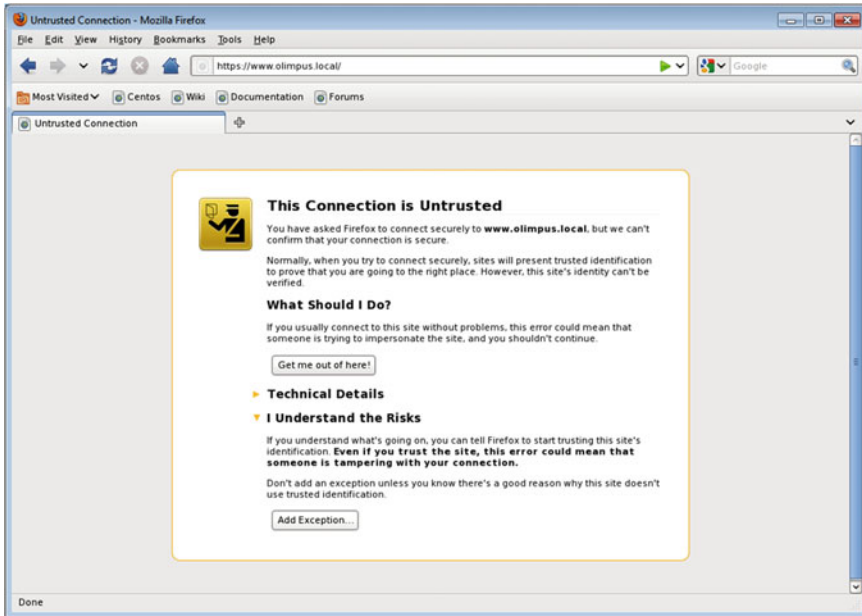 Untrusted Connection - Mozilla Firefox
File Edit View History Bookmarks Tools Help
https://www.olimpus.local/
Google
Most Visited Centos Wiki Documentation Forums
Untrusted Connection
This Connection is Untrusted
You have asked Firefox to connect securely to www.olimpus.local, but we can't
confirm that your connection is secure.
Normally, when you try to connect securely, sites will present trusted identification
to prove that you are going to the right place. However, this site's identity can't be
verified.
What Should I Do?
If you usually connect to this site without problems, this error could mean that
someone is trying to impersonate the site, and you shouldn't continue.
Get me out of here!
Technical Details
I Understand the Risks
If you understand what's going on, you can tell Firefox to start trusting this site's
identification. Even if you trust the site, this error could mean that
someone is tampering with your connection.
Don't add an exception unless you know there's a good reason why this site doesn't
use trusted identification.
Add Exception...
Done